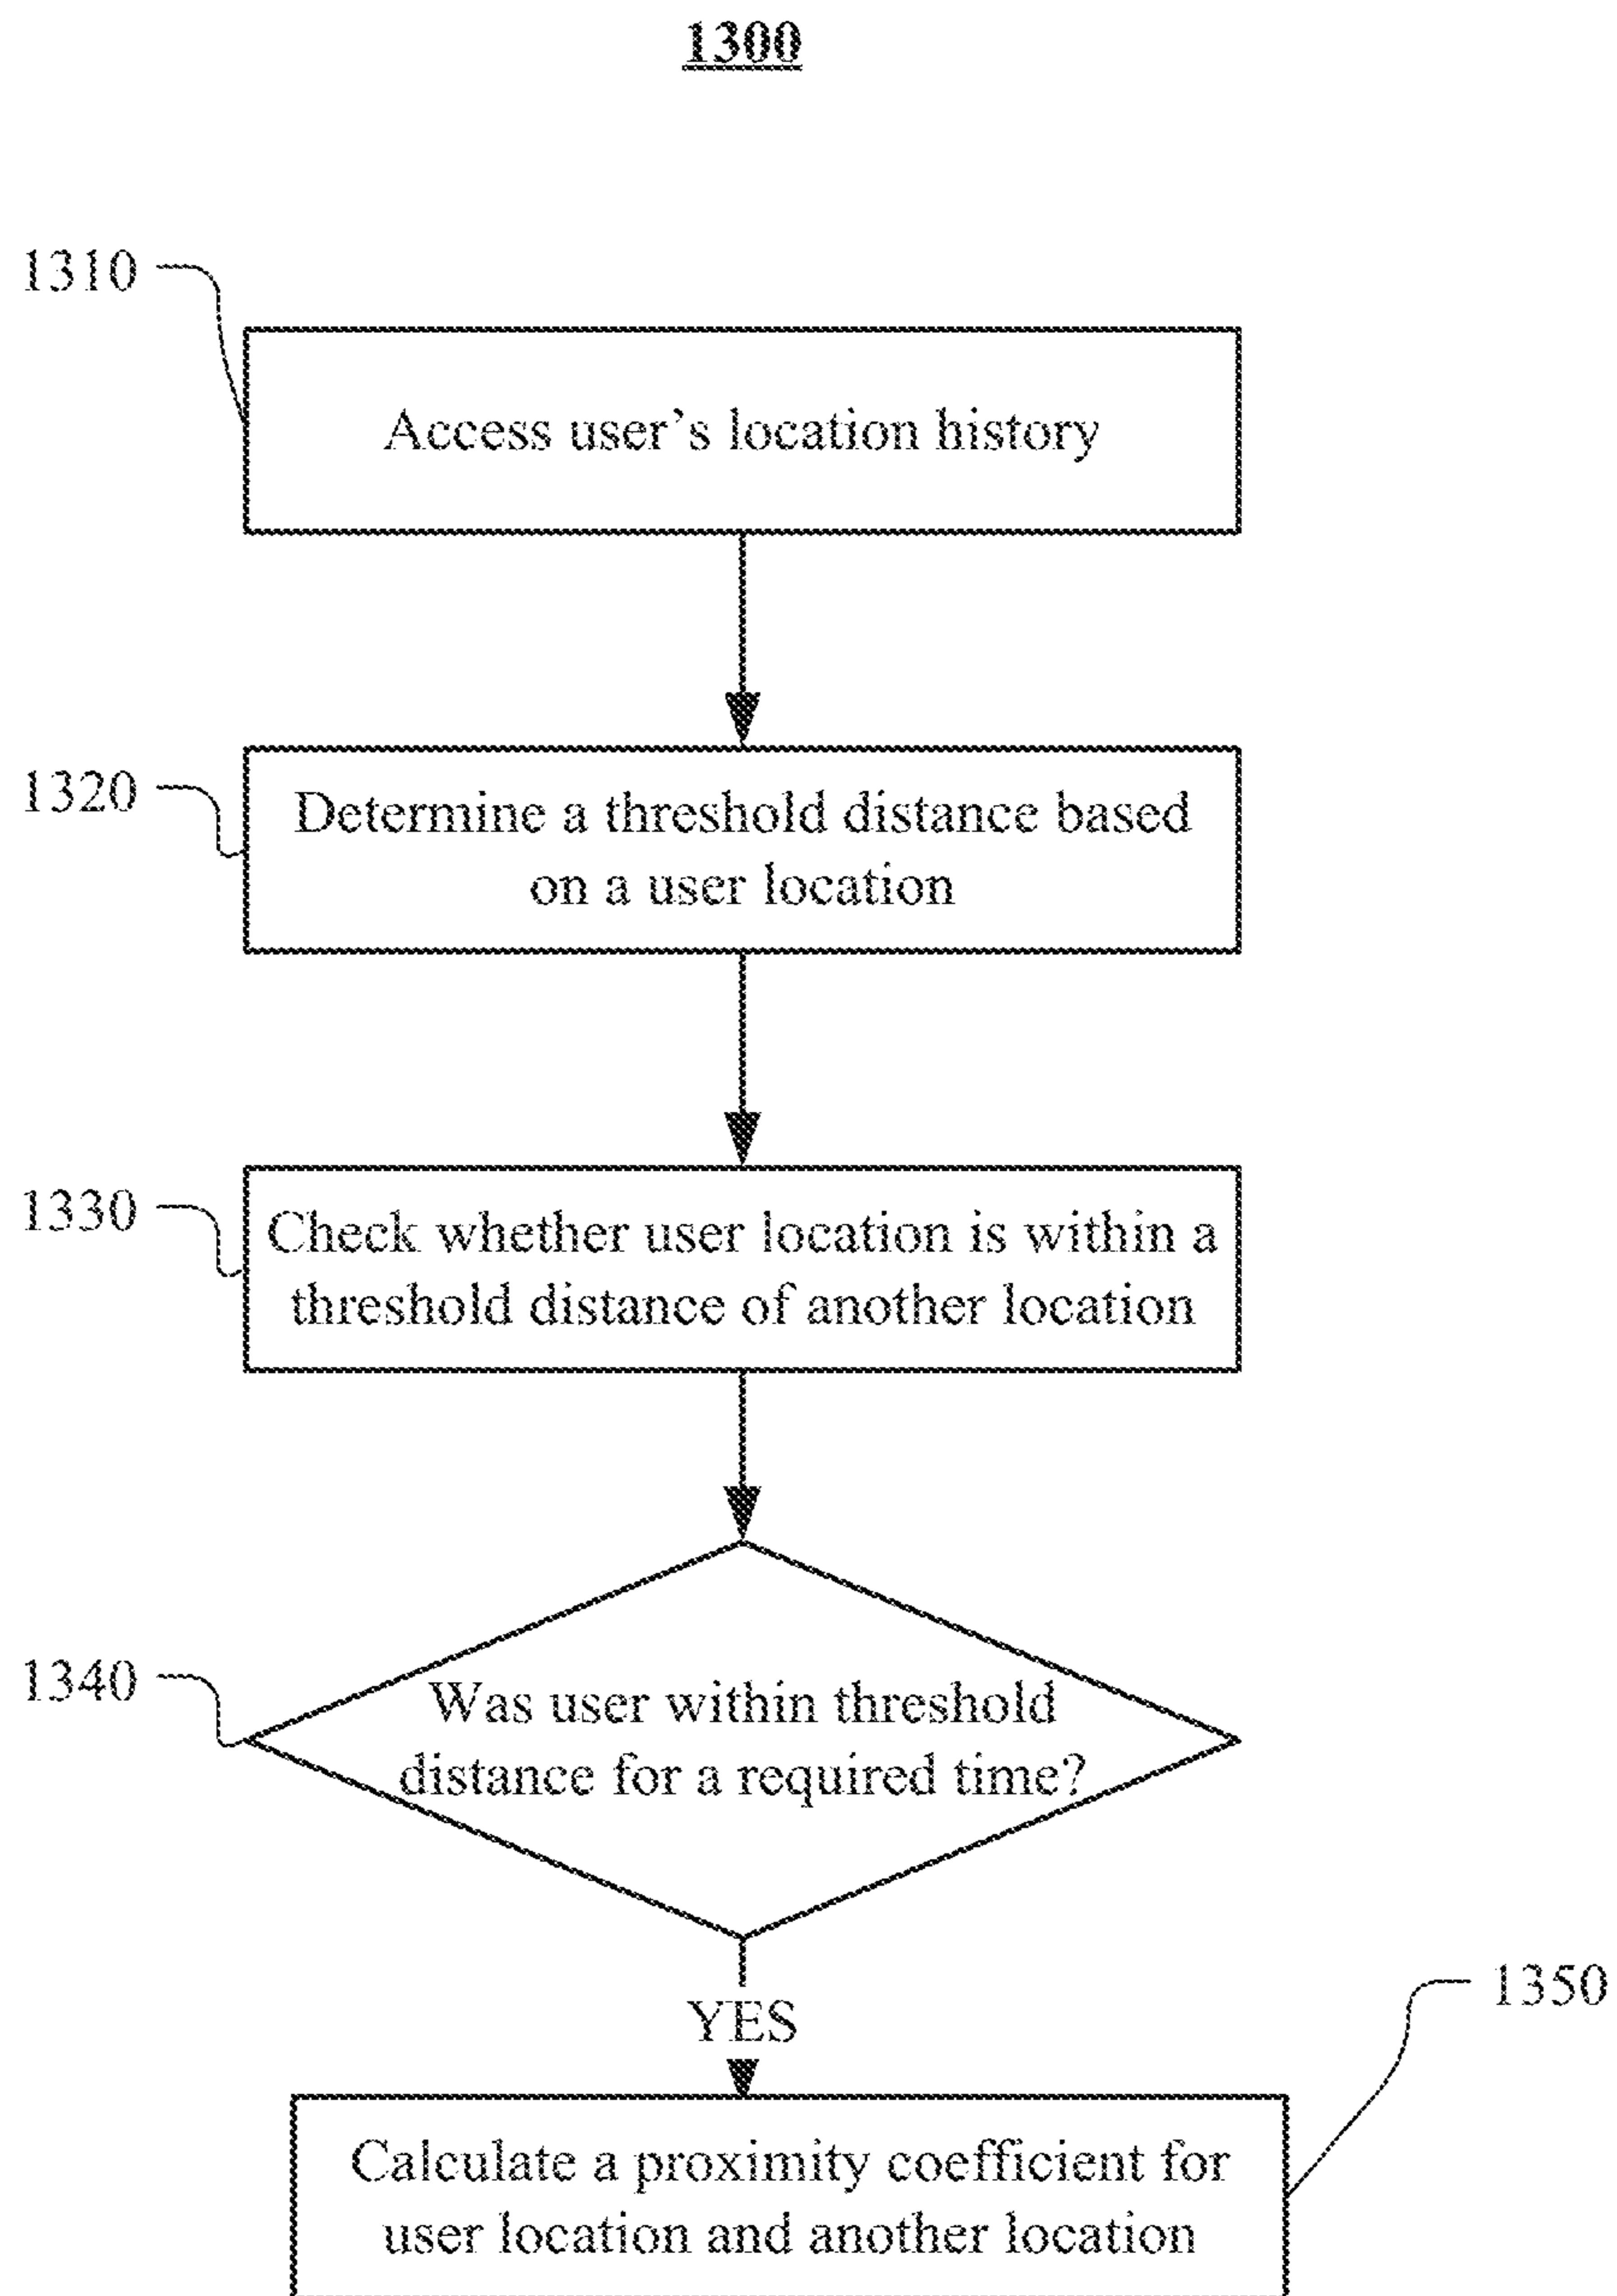 1300
1310
Access user’s location history
1320
Determine a threshold distance based
on a user location
1330
Check whether user location is within a
threshold distance of another location
1340
Was user within threshold
distance for a required time?
YES
1350
Calculate a proximity coefficient for
user location and another location